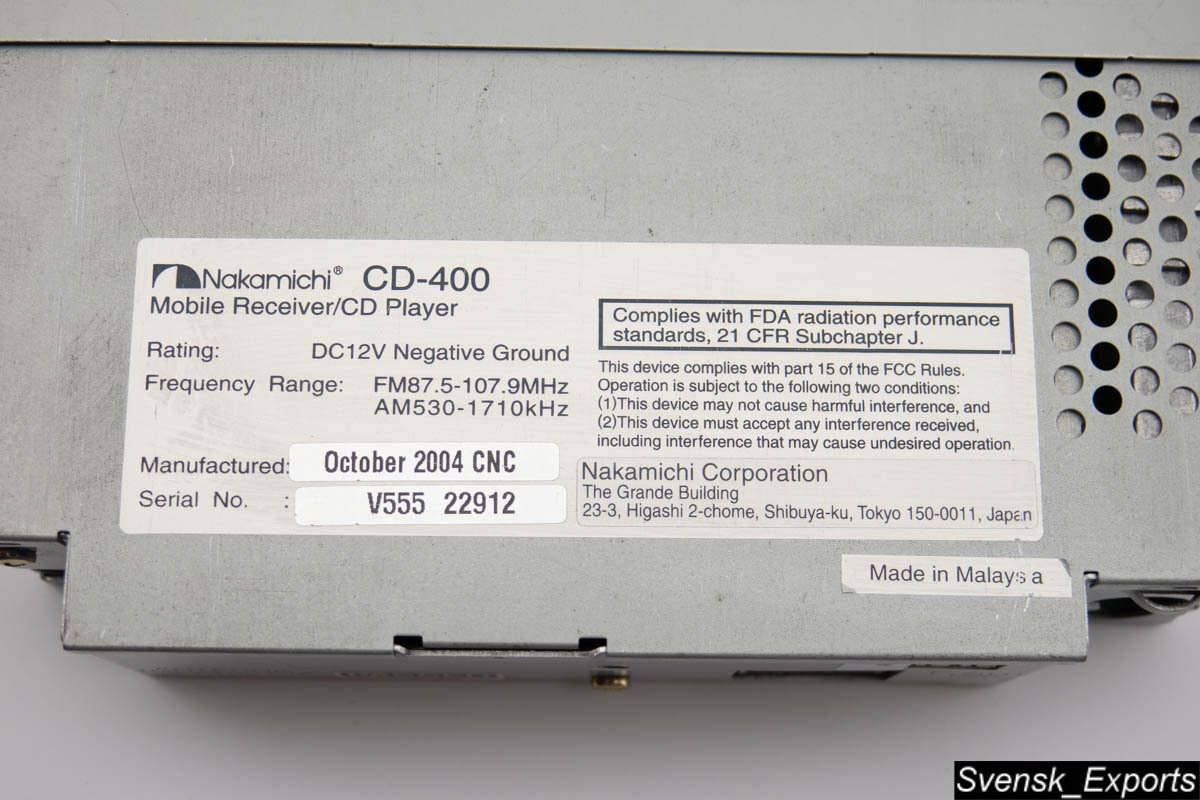 Nakamichi® CD-400
Mobile Receiver/CD Player
Rating: DC12V Negative Ground
Frequency Range: FM87.5-107.9MHz
AM530-1710kHz
Manufactured: October 2004 CNC
Serial No. : V555 22912
Complies with FDA radiation performance
standards, 21 CFR Subchapter J.
This device complies with part 15 of the FCC Rules.
Operation is subject to the following two conditions:
(1)This device may not cause harmful interference, and
(2)This device must accept any interference received,
including interference that may cause undesired operation.
Nakamichi Corporation
The Grande Building
23-3, Higashi 2-chome, Shibuya-ku, Tokyo 150-0011, Japan
Made in Malaysia
Svensk_Exports